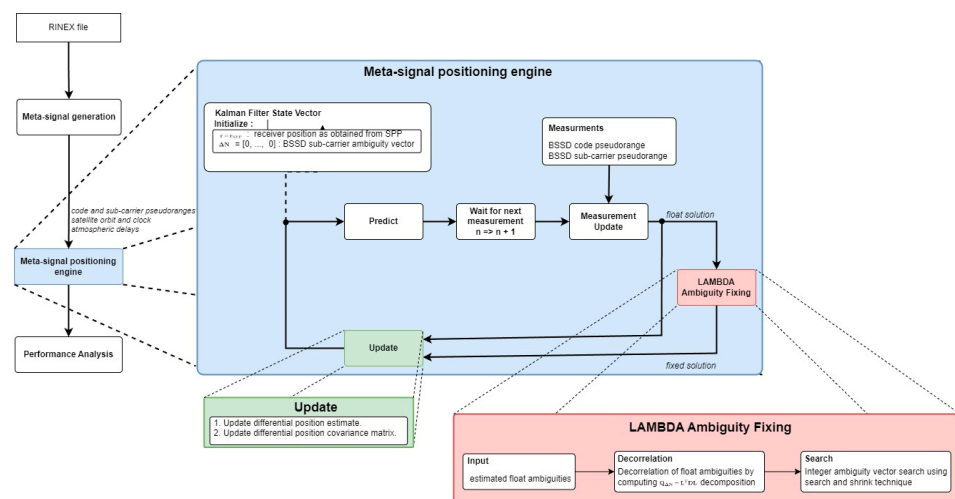 RINEX file
Meta-signal generation
code and sub-carrier pseudoranges
satellite orbit and clock
atmospheric delays
Meta-signal positioning
engine
Performance Analysis
Meta-signal positioning engine
Kalman Filter State Vector
Initialize :
: receiver position as obtained from SPP
ΔN = [0, ..., 0] : BSSD sub-carrier ambiguity vector
Measurments
BSSD code pseudorange
BSSD sub-carrier pseudorange
Predict
Wait for next
measurement
n => n + 1
Measurement
Update
float solution
LAMBDA
Ambiguity Fixing
Update
fixed solution
Update
1. Update differential position estimate.
2. Update differential position covariance matrix.
LAMBDA Ambiguity Fixing
Input
estimated float ambiguities
Decorrelation
Decorrelation of float ambiguities by
computing decomposition
Search
Integer ambiguity vector search using
search and shrink technique